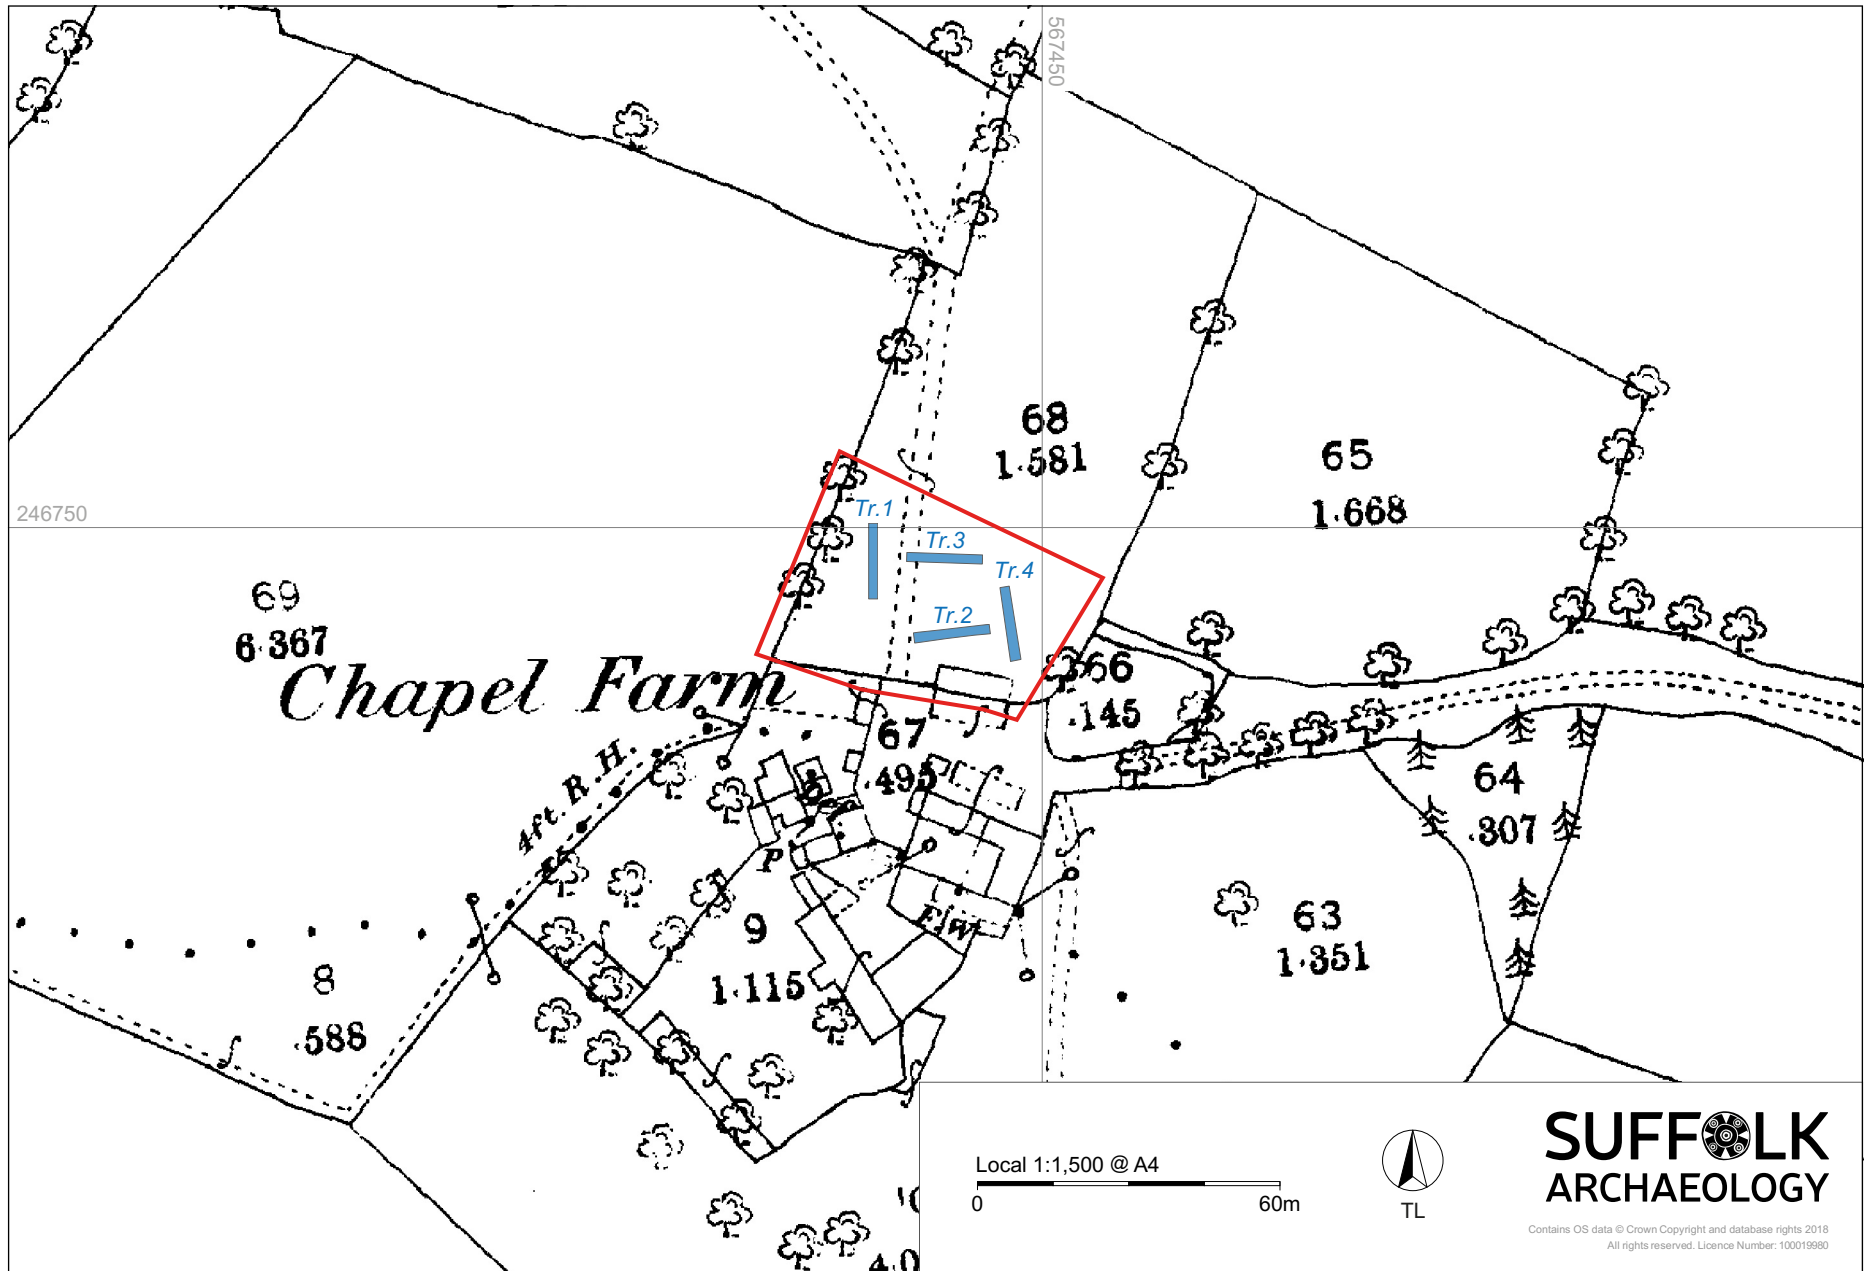 567450
68
1·581
65
1·668
246750
Tr.1
Tr.3
Tr.4
Tr.2
69
6·367
Chapel Farm
66
.145
67
.495
4ft. R.H.
64
.307
P
9
1·115
63
1·351
8
.588
Local 1:1,500 @ A4
0 60m
TL
SUFFOLK
ARCHAEOLOGY
Contains OS data © Crown Copyright and database rights 2018
All rights reserved. Licence Number: 100019980